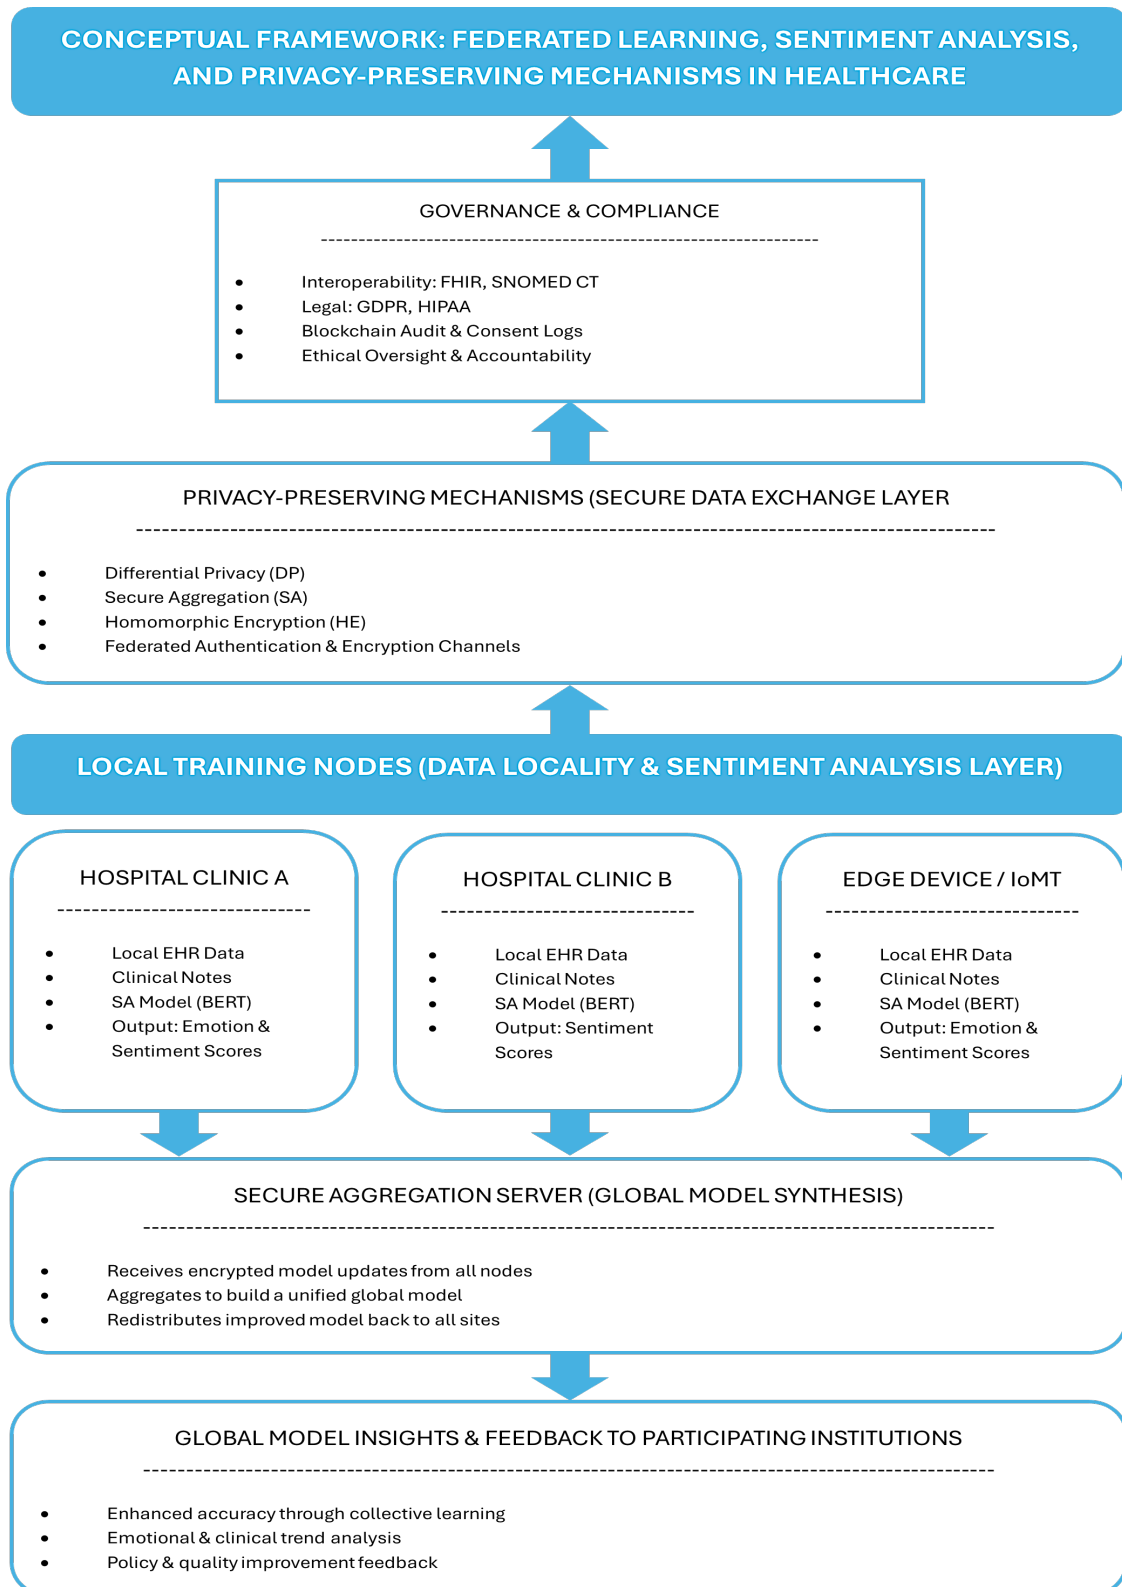 CONCEPTUAL FRAMEWORK: FEDERATED LEARNING, SENTIMENT ANALYSIS,
AND PRIVACY-PRESERVING MECHANISMS IN HEALTHCARE
GOVERNANCE & COMPLIANCE
------------------------------------------------------------------
• Interoperability: FHIR, SNOMED CT
• Legal: GDPR, HIPAA
• Blockchain Audit & Consent Logs
• Ethical Oversight & Accountability
PRIVACY-PRESERVING MECHANISMS (SECURE DATA EXCHANGE LAYER
----------------------------------------------------------------------------------------------------
• Differential Privacy (DP)
• Secure Aggregation (SA)
• Homomorphic Encryption (HE)
• Federated Authentication & Encryption Channels
LOCAL TRAINING NODES (DATA LOCALITY & SENTIMENT ANALYSIS LAYER)
HOSPITAL CLINIC A
-----------------------------
• Local EHR Data
• Clinical Notes
• SA Model (BERT)
• Output: Emotion &
Sentiment Scores
HOSPITAL CLINIC B
-----------------------------
• Local EHR Data
• Clinical Notes
• SA Model (BERT)
• Output: Sentiment
Scores
EDGE DEVICE / IoMT
-----------------------------
• Local EHR Data
• Clinical Notes
• SA Model (BERT)
• Output: Emotion &
Sentiment Scores
SECURE AGGREGATION SERVER (GLOBAL MODEL SYNTHESIS)
---------------------------------------------------------------------------------------------------
• Receives encrypted model updates from all nodes
• Aggregates to build a unified global model
• Redistributes improved model back to all sites
GLOBAL MODEL INSIGHTS & FEEDBACK TO PARTICIPATING INSTITUTIONS
---------------------------------------------------------------------------------------------------
• Enhanced accuracy through collective learning
• Emotional & clinical trend analysis
• Policy & quality improvement feedback